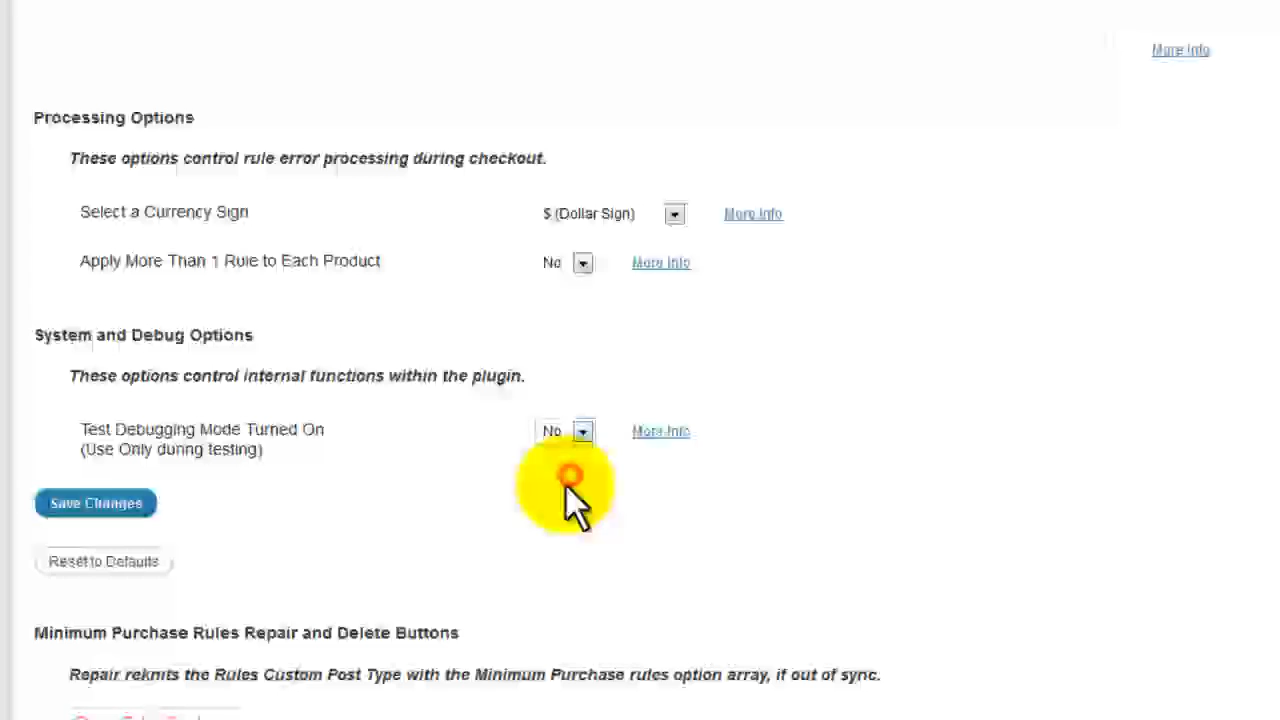 More Info
Processing Options
These options control rule error processing during checkout.
Select a Currency Sign $ (Dollar Sign) More Info
Apply More Than 1 Rule to Each Product No More Info
System and Debug Options
These options control internal functions within the plugin.
Test Debugging Mode Turned On No More Info
(Use Only during testing)
Save Changes
Reset to Defaults
Minimum Purchase Rules Repair and Delete Buttons
Repair reknits the Rules Custom Post Type with the Minimum Purchase rules option array, if out of sync.